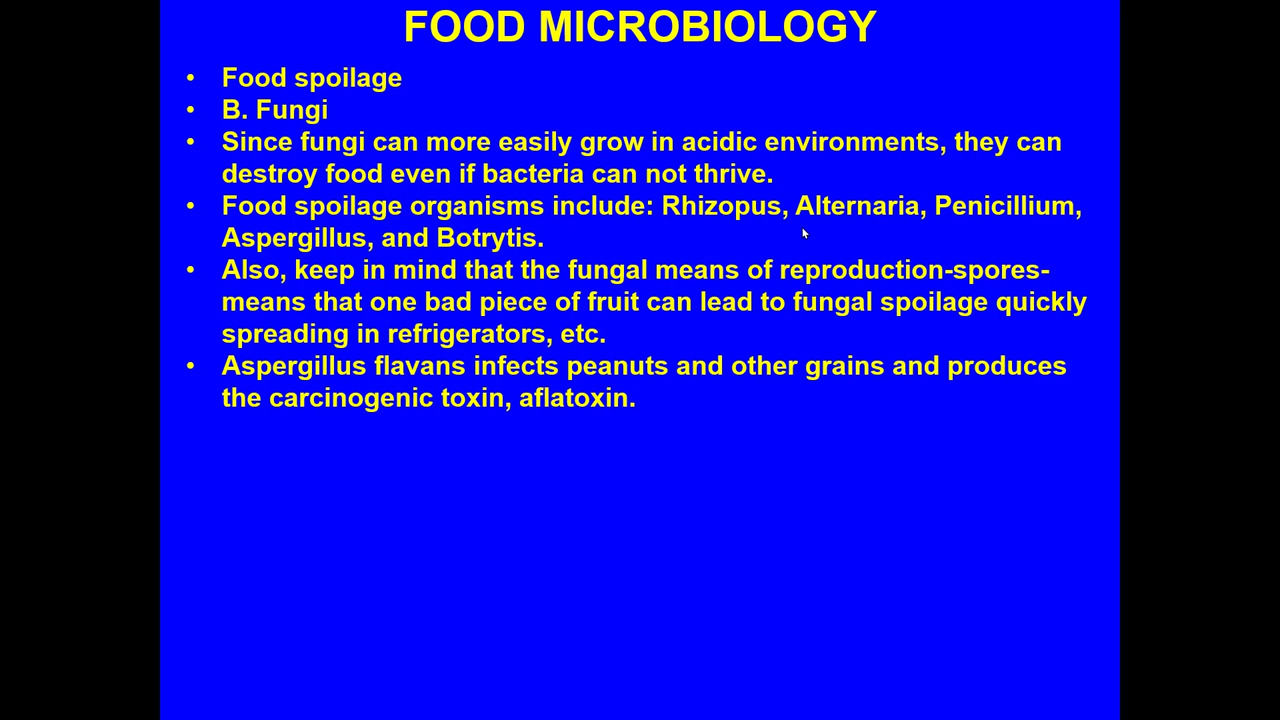 FOOD MICROBIOLOGY
• Food spoilage
• B. Fungi
• Since fungi can more easily grow in acidic environments, they can
destroy food even if bacteria can not thrive.
• Food spoilage organisms include: Rhizopus, Alternaria, Penicillium,
Aspergillus, and Botrytis.
• Also, keep in mind that the fungal means of reproduction-spores-
means that one bad piece of fruit can lead to fungal spoilage quickly
spreading in refrigerators, etc.
• Aspergillus flavans infects peanuts and other grains and produces
the carcinogenic toxin, aflatoxin.